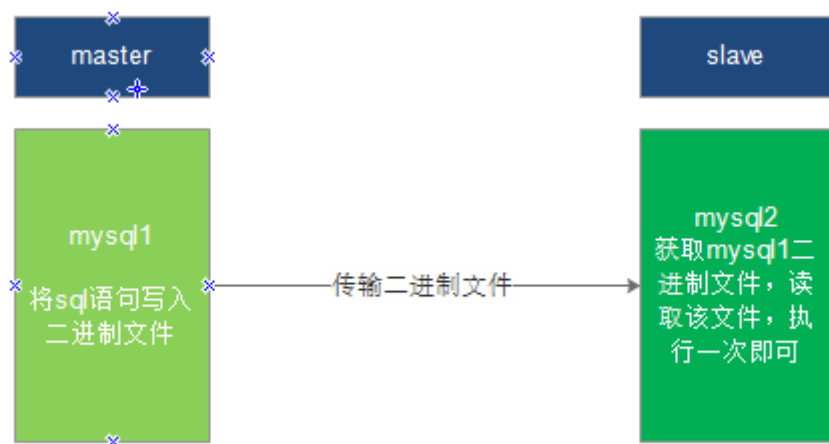 master
slave
mysql1
将sql语句写入
二进制文件
传输二进制文件
mysql2
获取mysql1二
进制文件，读
取该文件，执
行一次即可